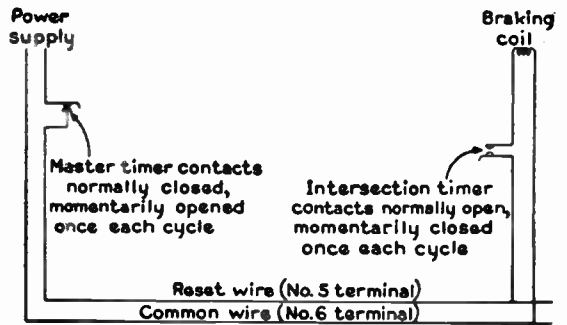 Power
supply
Braking
coil
Master timer contacts
normally closed,
momentarily opened
once each cycle
Intersection timer
contacts normally open,
momentarily closed
once each cycle
Reset wire (No. 5 terminal)
Common wire (No. 6 terminal)